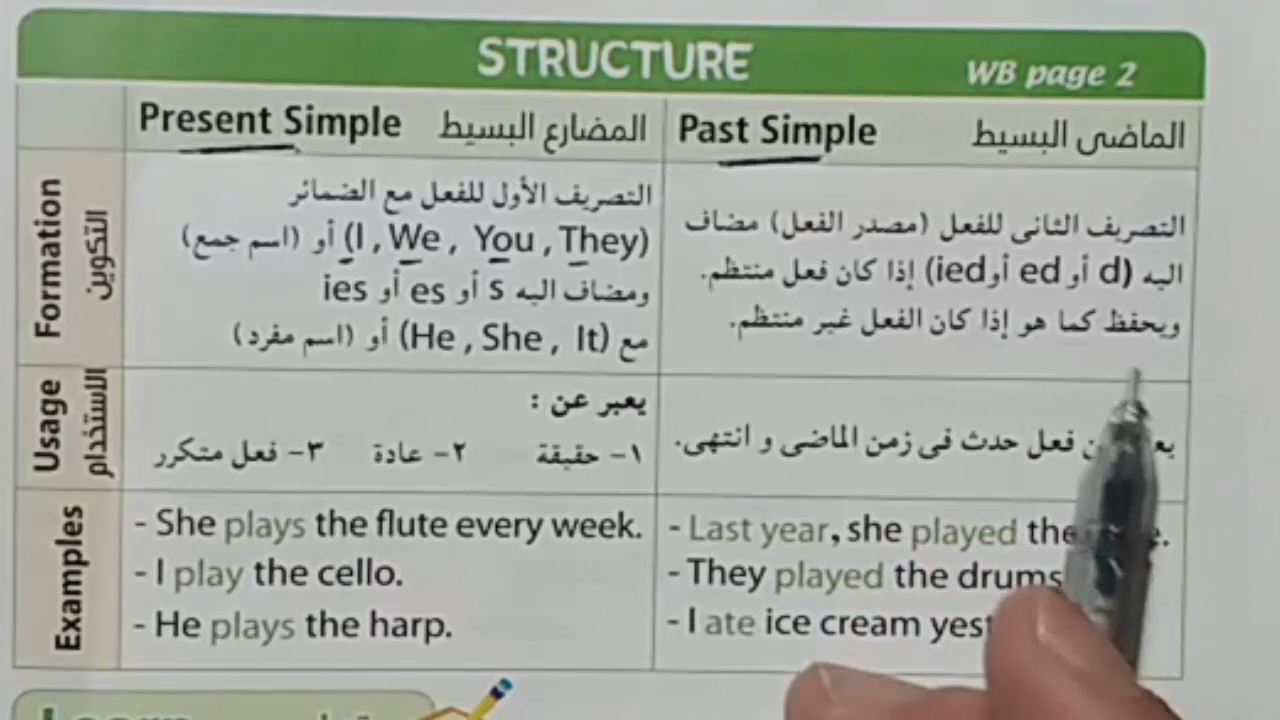 STRUCTURE
WB page 2
Present Simple المضارع البسيط
Past Simple الماضى البسيط
Formation
التكوين
التصريف الأول للفعل مع الضمائر
(I , We , You , They) أو (اسم جمع)
ومضاف اليه s أو es أو ies
مع (He , She , It) أو (اسم مفرد)
التصريف الثانى للفعل (مصدر الفعل) مضاف
اليه (d أو ed أو ied) إذا كان فعل منتظم.
ويحفظ كما هو إذا كان الفعل غير منتظم.
Usage
الاستخدام
يعبر عن :
١- حقيقة ٢- عادة ٣- فعل متكرر
فعل حدث فى زمن الماضى و انتهى.
Examples
- She plays the flute every week.
- I play the cello.
- He plays the harp.
- Last year, she played the
- They played the drums
- I ate ice cream
Learn